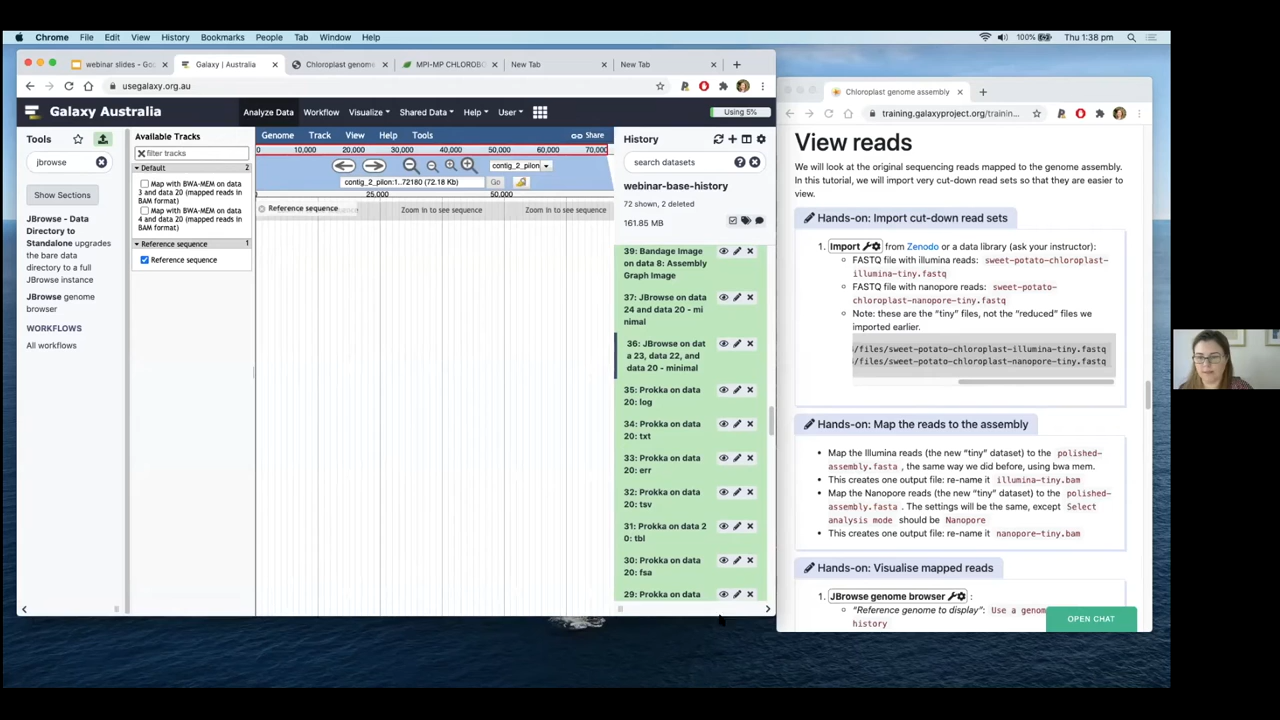 Chrome File Edit View History Bookmarks People Tab Window Help 100% Thu 1:38 pm
webinar slides - Goo Galaxy | Australia Chloroplast genome MPI-MP CHLOROBO New Tab New Tab
usegalaxy.org.au
Galaxy Australia Analyze Data Workflow Visualize Shared Data Help User Using 5%
Tools
jbrowse
Show Sections
JBrowse - Data
Directory to
Standalone upgrades
the bare data
directory to a full
JBrowse instance
JBrowse genome
browser
WORKFLOWS
All workflows
Available Tracks
filter tracks
Default 2
Map with BWA-MEM on data
3 and data 20 (mapped reads in
BAM format)
Map with BWA-MEM on data
4 and data 20 (mapped reads in
BAM format)
Reference sequence 1
Reference sequence
Genome Track View Help Tools Share
0 10,000 20,000 30,000 40,000 50,000 60,000 70,000
contig_2_pilon
contig_2_pilon:1..72180 (72.18 Kb) Go
0 25,000 50,000
Reference sequence Zoom in to see sequence Zoom in to see sequence
History
search datasets
webinar-base-history
72 shown, 2 deleted
161.85 MB
39: Bandage Image
on data 8: Assembly
Graph Image
37: JBrowse on data
24 and data 20 - mi
nimal
36: JBrowse on dat
a 23, data 22, and
data 20 - minimal
35: Prokka on data
20: log
34: Prokka on data
20: txt
33: Prokka on data
20: err
32: Prokka on data
20: tsv
31: Prokka on data 2
0: tbl
30: Prokka on data
20: fsa
29: Prokka on data
Chloroplast genome assembly
training.galaxyproject.org/trainin...
View reads
We will look at the original sequencing reads mapped to the genome assembly.
In this tutorial, we will import very cut-down read sets so that they are easier to
view.
Hands-on: Import cut-down read sets
1. Import from Zenodo or a data library (ask your instructor):
FASTQ file with illumina reads: sweet-potato-chloroplast-
illumina-tiny.fastq
FASTQ file with nanopore reads: sweet-potato-
chloroplast-nanopore-tiny.fastq
Note: these are the “tiny” files, not the “reduced” files we
imported earlier.
/files/sweet-potato-chloroplast-illumina-tiny.fastq
/files/sweet-potato-chloroplast-nanopore-tiny.fastq
Hands-on: Map the reads to the assembly
• Map the Illumina reads (the new “tiny” dataset) to the polished-
assembly.fasta , the same way we did before, using bwa mem.
• This creates one output file: re-name it illumina-tiny.bam
• Map the Nanopore reads (the new “tiny” dataset) to the polished-
assembly.fasta . The settings will be the same, except Select
analysis mode should be Nanopore
• This creates one output file: re-name it nanopore-tiny.bam
Hands-on: Visualise mapped reads
1. JBrowse genome browser :
“Reference genome to display”: Use a genom
history
OPEN CHAT